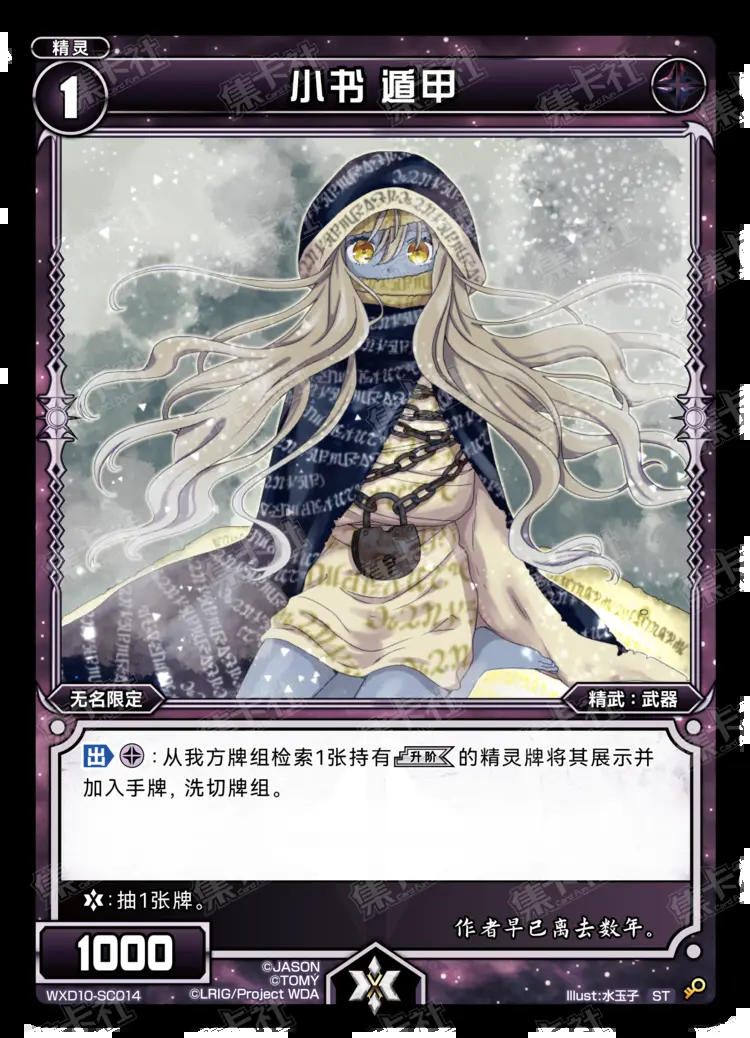 精灵
1
小书 遁甲
无名限定
精武：武器
出：从我方牌组检索1张持有升阶的精灵牌将其展示并
加入手牌，洗切牌组。
：抽1张牌。
作者早已离去数年。
1000
©JASON
©TOMY
WXD10-SC014 ©LRIG/Project WDA
Illust:水玉子 ST
集卡社